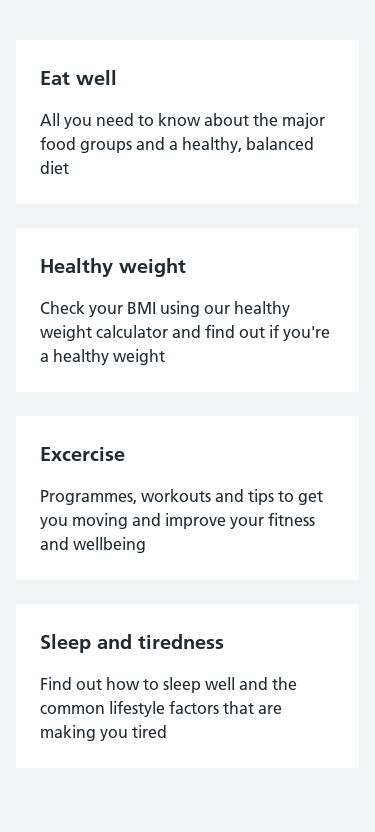 Eat well
All you need to know about the major
food groups and a healthy, balanced
diet
Healthy weight
Check your BMI using our healthy
weight calculator and find out if you're
a healthy weight
Excercise
Programmes, workouts and tips to get
you moving and improve your fitness
and wellbeing
Sleep and tiredness
Find out how to sleep well and the
common lifestyle factors that are
making you tired